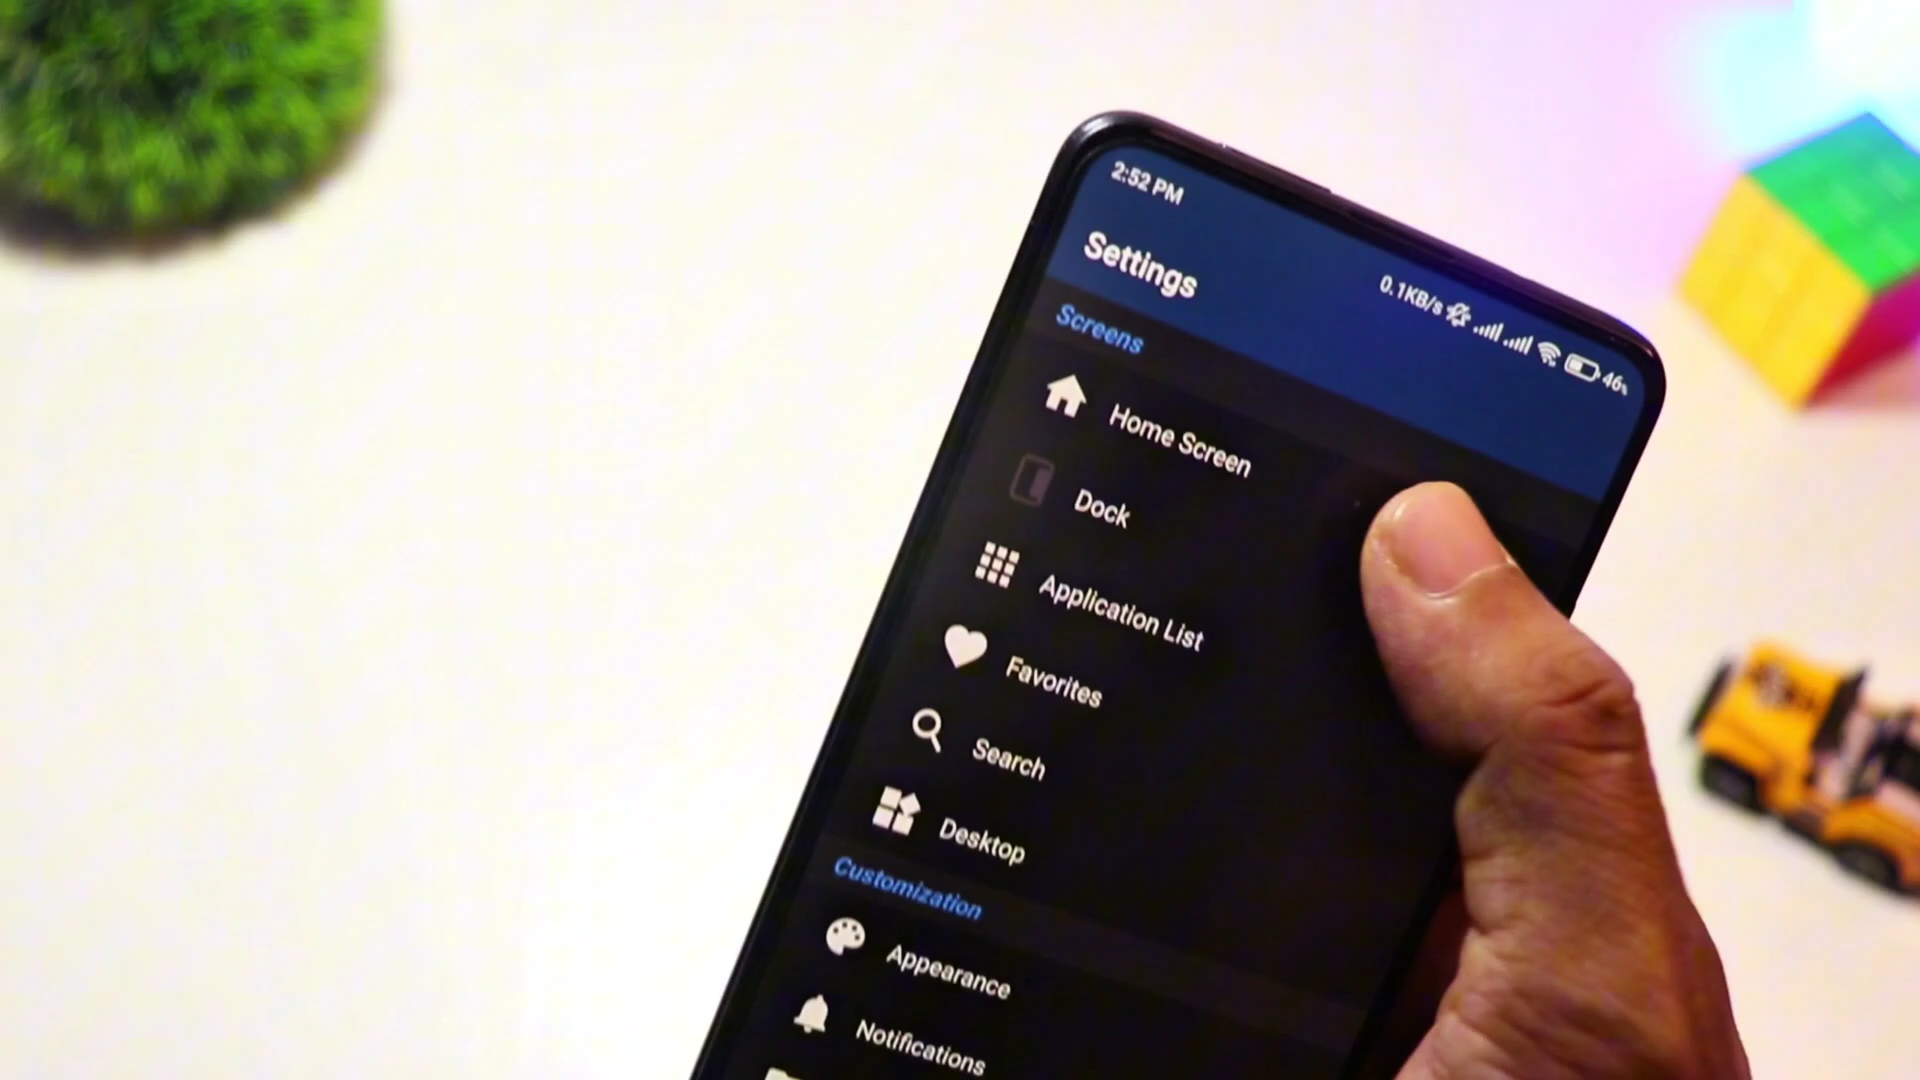 2:52 PM
0.1KB/s 46%
Settings
Screens
Home Screen
Dock
Application List
Favorites
Search
Desktop
Customization
Appearance
Notifications